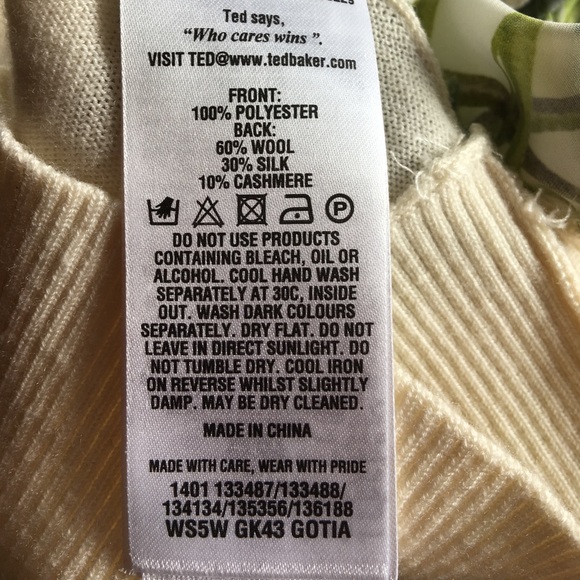 Ted says,
"Who cares wins ".
VISIT TED@www.tedbaker.com
FRONT:
100% POLYESTER
BACK:
60% WOOL
30% SILK
10% CASHMERE
P
DO NOT USE PRODUCTS
CONTAINING BLEACH, OIL OR
ALCOHOL. COOL HAND WASH
SEPARATELY AT 30C, INSIDE
OUT. WASH DARK COLOURS
SEPARATELY. DRY FLAT. DO NOT
LEAVE IN DIRECT SUNLIGHT. DO
NOT TUMBLE DRY. COOL IRON
ON REVERSE WHILST SLIGHTLY
DAMP. MAY BE DRY CLEANED.
MADE IN CHINA
MADE WITH CARE, WEAR WITH PRIDE
1401 133487/133488/
134134/135356/136188
WS5W GK43 GOTIA